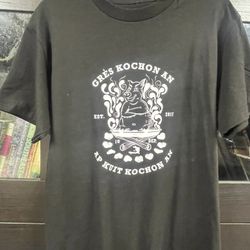 GRÈS KOCHON AN
EST. 2017
AP KUIT KOCHON AN